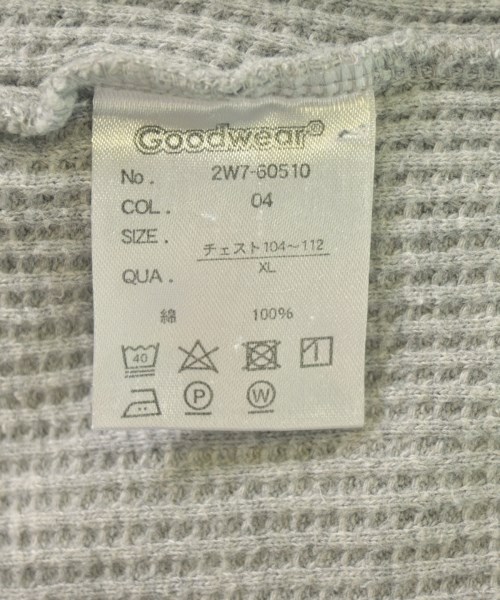 Goodwear®
No. 2W7-60510
COL. 04
SIZE. チェスト104～112
XL
QUA.
綿 100%
40
P W